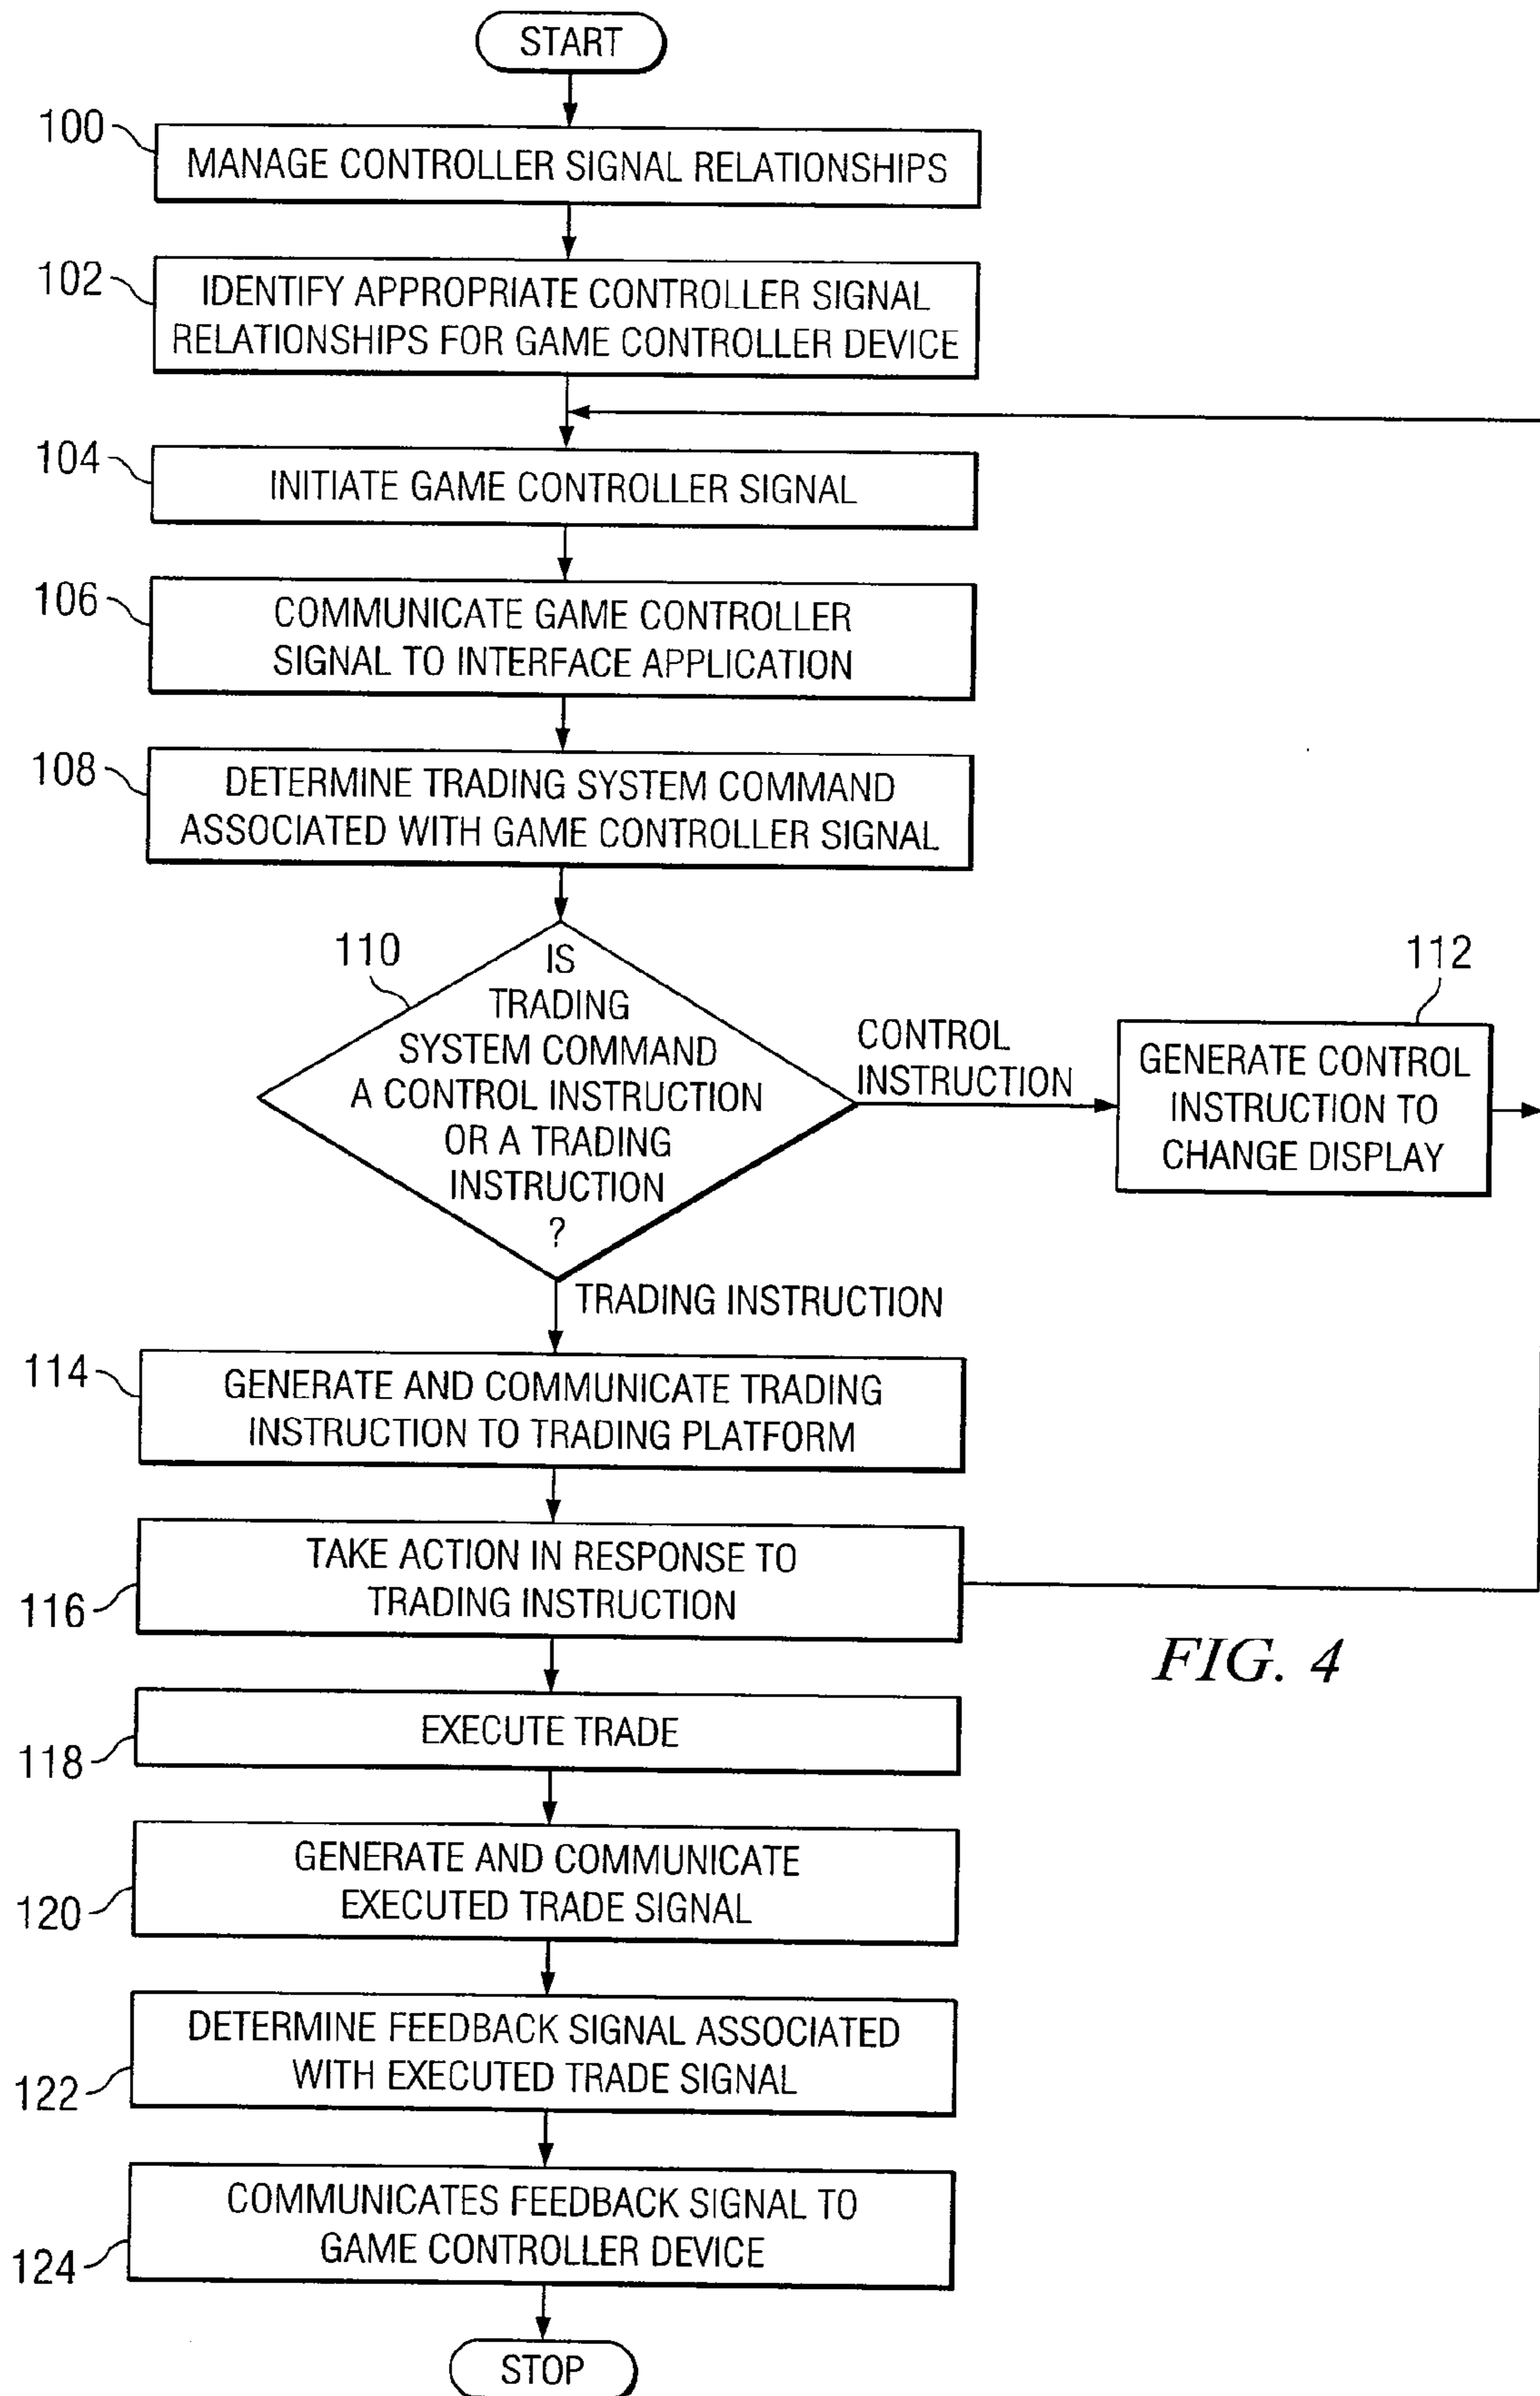 START
100
MANAGE CONTROLLER SIGNAL RELATIONSHIPS
102
IDENTIFY APPROPRIATE CONTROLLER SIGNAL
RELATIONSHIPS FOR GAME CONTROLLER DEVICE
104
INITIATE GAME CONTROLLER SIGNAL
106
COMMUNICATE GAME CONTROLLER
SIGNAL TO INTERFACE APPLICATION
108
DETERMINE TRADING SYSTEM COMMAND
ASSOCIATED WITH GAME CONTROLLER SIGNAL
110
IS
TRADING
SYSTEM COMMAND
A CONTROL INSTRUCTION
OR A TRADING
INSTRUCTION
?
CONTROL
INSTRUCTION
112
GENERATE CONTROL
INSTRUCTION TO
CHANGE DISPLAY
TRADING INSTRUCTION
114
GENERATE AND COMMUNICATE TRADING
INSTRUCTION TO TRADING PLATFORM
116
TAKE ACTION IN RESPONSE TO
TRADING INSTRUCTION
FIG. 4
118
EXECUTE TRADE
120
GENERATE AND COMMUNICATE
EXECUTED TRADE SIGNAL
122
DETERMINE FEEDBACK SIGNAL ASSOCIATED
WITH EXECUTED TRADE SIGNAL
124
COMMUNICATES FEEDBACK SIGNAL TO
GAME CONTROLLER DEVICE
STOP